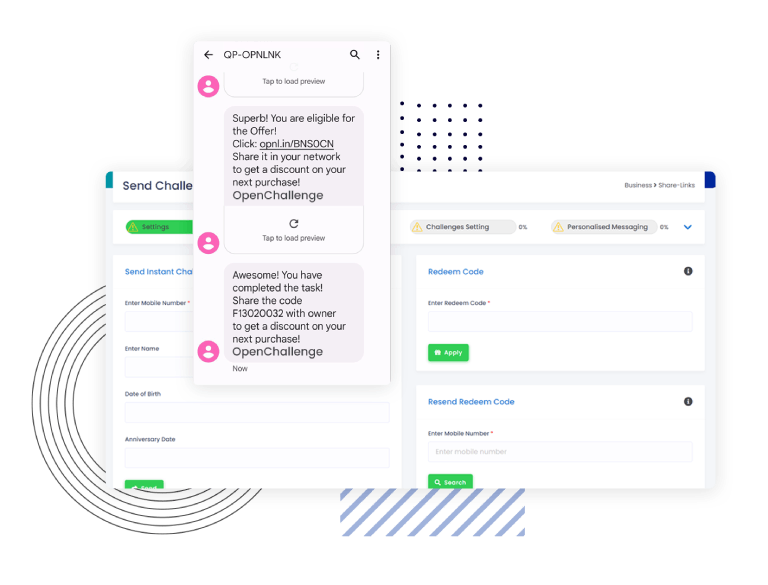 QP-OPNLNK
Tap to load preview
Superb! You are eligible for
the Offer!
Click: opnl.in/BNS0CN
Share it in your network
to get a discount on your
next purchase!
OpenChallenge
Tap to load preview
Awesome! You have
completed the task!
Share the code
F13020032 with owner
to get a discount on your
next purchase!
OpenChallenge
Now
Send Challe
Business > Share-Links
Settings
Challenges Setting 0%
Personalised Messaging 0%
Send Instant Cha
Enter Mobile Number *
Enter Name
Date of Birth
Anniversary Date
Send
Redeem Code
Enter Redeem Code *
Apply
Resend Redeem Code
Enter Mobile Number *
Enter mobile number
Search